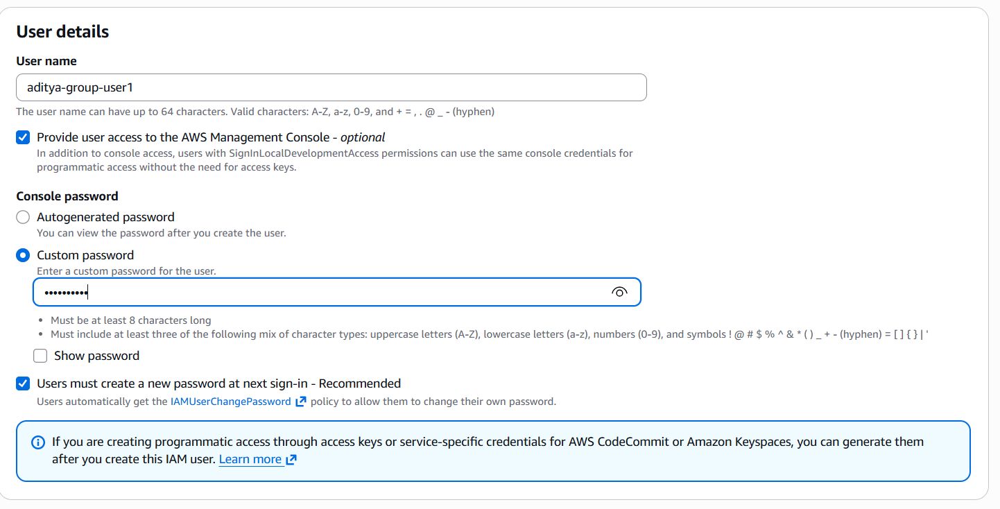 User details
User name
aditya-group-user1
The user name can have up to 64 characters. Valid characters: A-Z, a-z, 0-9, and + = , . @ _ - (hyphen)
Provide user access to the AWS Management Console - optional
In addition to console access, users with SignInLocalDevelopmentAccess permissions can use the same console credentials for
programmatic access without the need for access keys.
Console password
Autogenerated password
You can view the password after you create the user.
Custom password
Enter a custom password for the user.
••••••••••
• Must be at least 8 characters long
• Must include at least three of the following mix of character types: uppercase letters (A-Z), lowercase letters (a-z), numbers (0-9), and symbols ! @ # $ % ^ & * ( ) _ + - (hyphen) = [ ] { } | '
Show password
Users must create a new password at next sign-in - Recommended
Users automatically get the IAMUserChangePassword policy to allow them to change their own password.
If you are creating programmatic access through access keys or service-specific credentials for AWS CodeCommit or Amazon Keyspaces, you can generate them
after you create this IAM user. Learn more